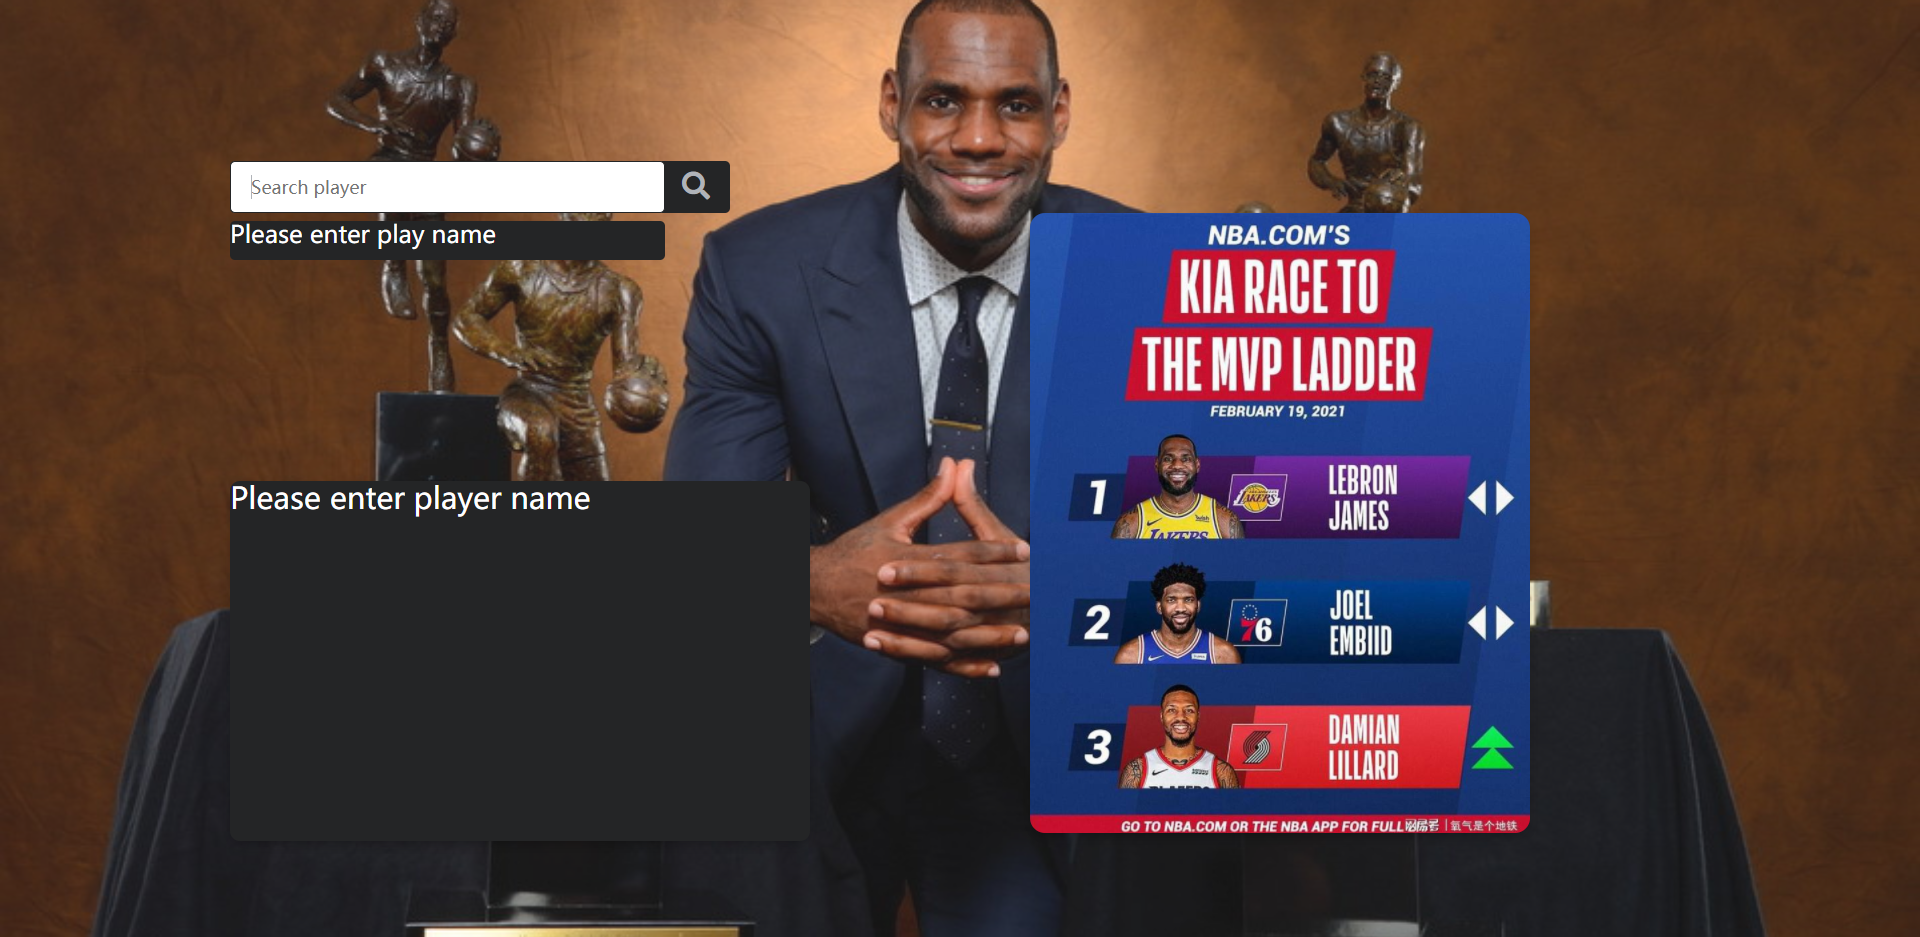 Search player
Please enter play name
Please enter player name
NBA.COM'S
KIA RACE TO
THE MVP LADDER
FEBRUARY 19, 2021
1
LAKERS
LEBRON
JAMES
2
76
JOEL
EMBIID
3
DAMIAN
LILLARD
GO TO NBA.COM OR THE NBA APP FOR FULL
氧气是个地铁